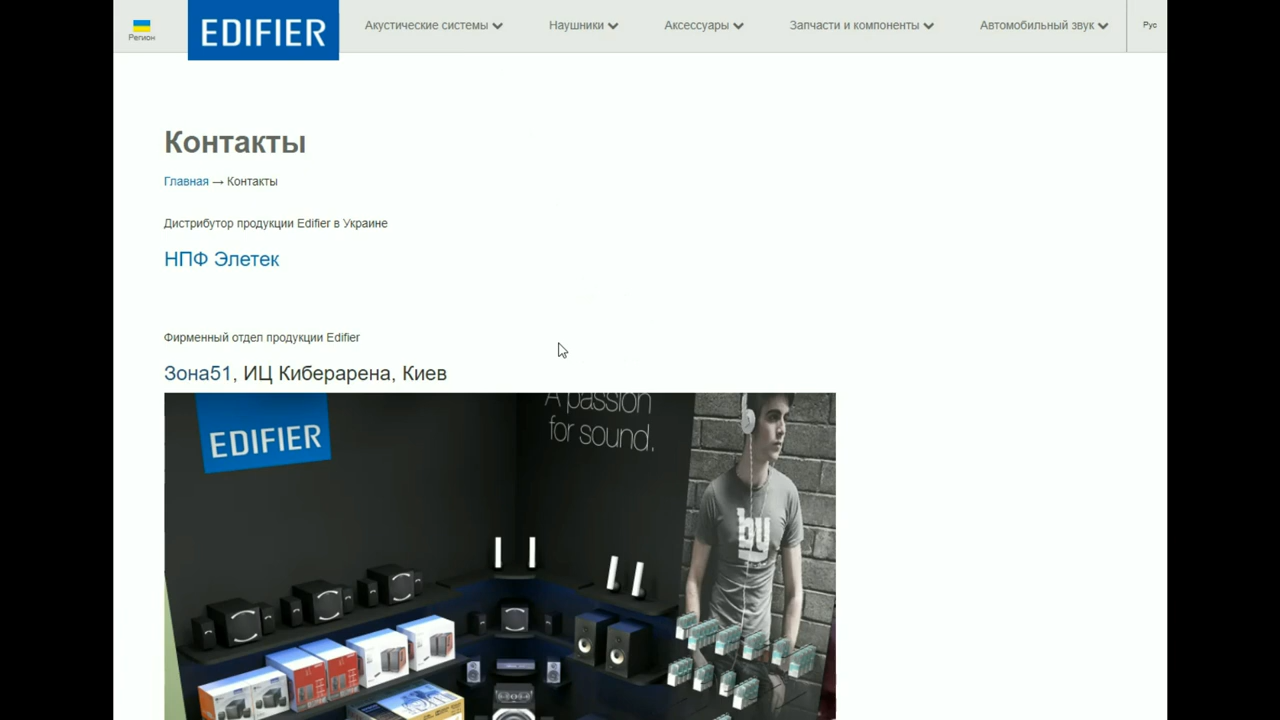 Регион
EDIFIER
Акустические системы
Наушники
Аксессуары
Запчасти и компоненты
Автомобильный звук
Рус
Контакты
Главная → Контакты
Дистрибутор продукции Edifier в Украине
НПФ Элетек
Фирменный отдел продукции Edifier
Зона51, ИЦ Киберарена, Киев
A passion
for sound.
EDIFIER
by